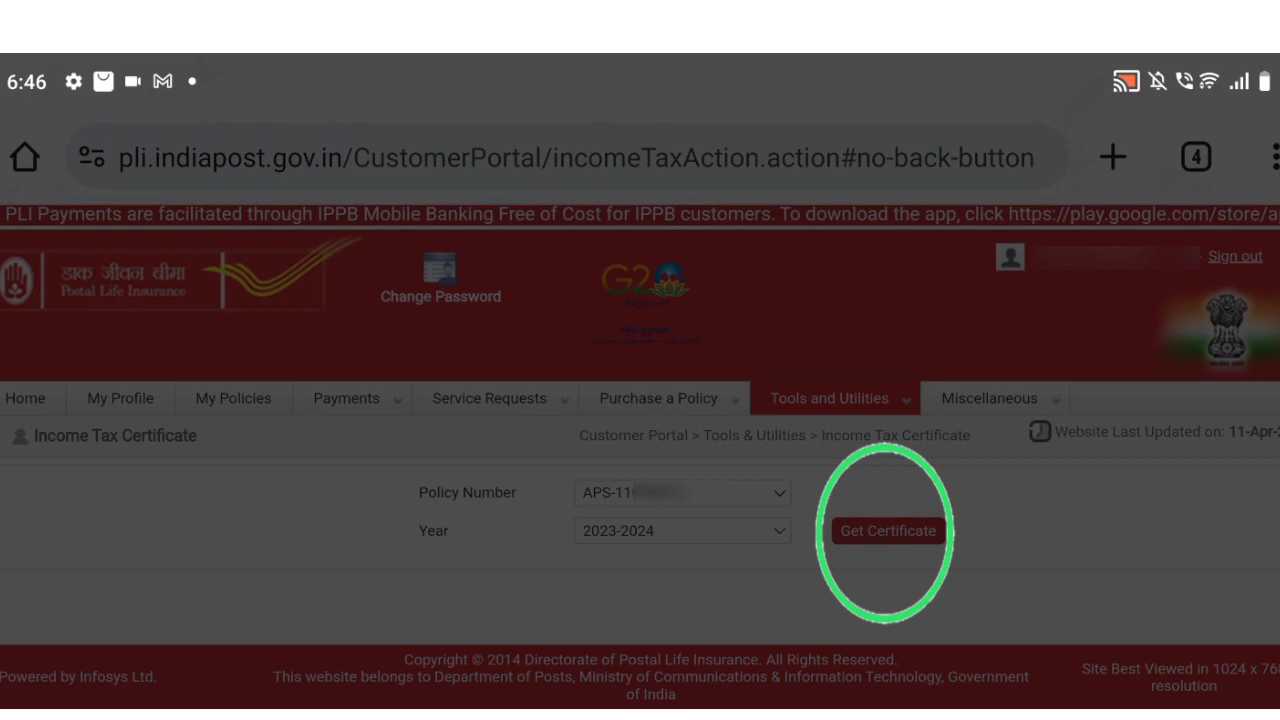 6:46
pli.indiapost.gov.in/CustomerPortal/incomeTaxAction.action#no-back-button
4
PLI Payments are facilitated through IPPB Mobile Banking Free of Cost for IPPB customers. To download the app, click https://play.google.com/store/a
डाक जीवन बीमा
Postal Life Insurance
Change Password
G2
Sign out
Home My Profile My Policies Payments Service Requests Purchase a Policy Tools and Utilities Miscellaneous
Income Tax Certificate
Customer Portal > Tools & Utilities > Income Tax Certificate
Website Last Updated on: 11-Apr-2
Policy Number APS-11
Year 2023-2024 Get Certificate
Copyright © 2014 Directorate of Postal Life Insurance. All Rights Reserved.
Powered by Infosys Ltd.
This website belongs to Department of Posts, Ministry of Communications & Information Technology, Government
of India
Site Best Viewed in 1024 x 768
resolution